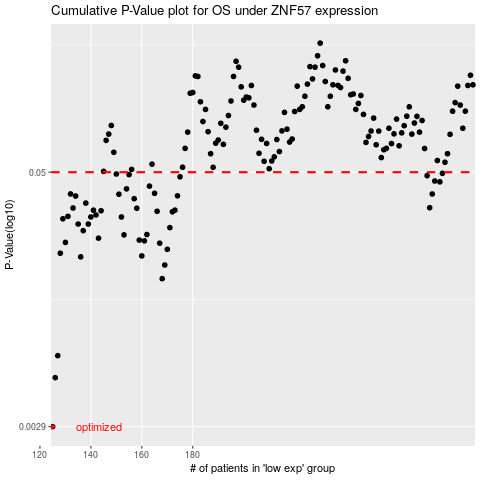 Cumulative P-Value plot for OS under ZNF57 expression
P-Value(log10)
0.05
0.0029
optimized
120 140 160 180
# of patients in 'low exp' group